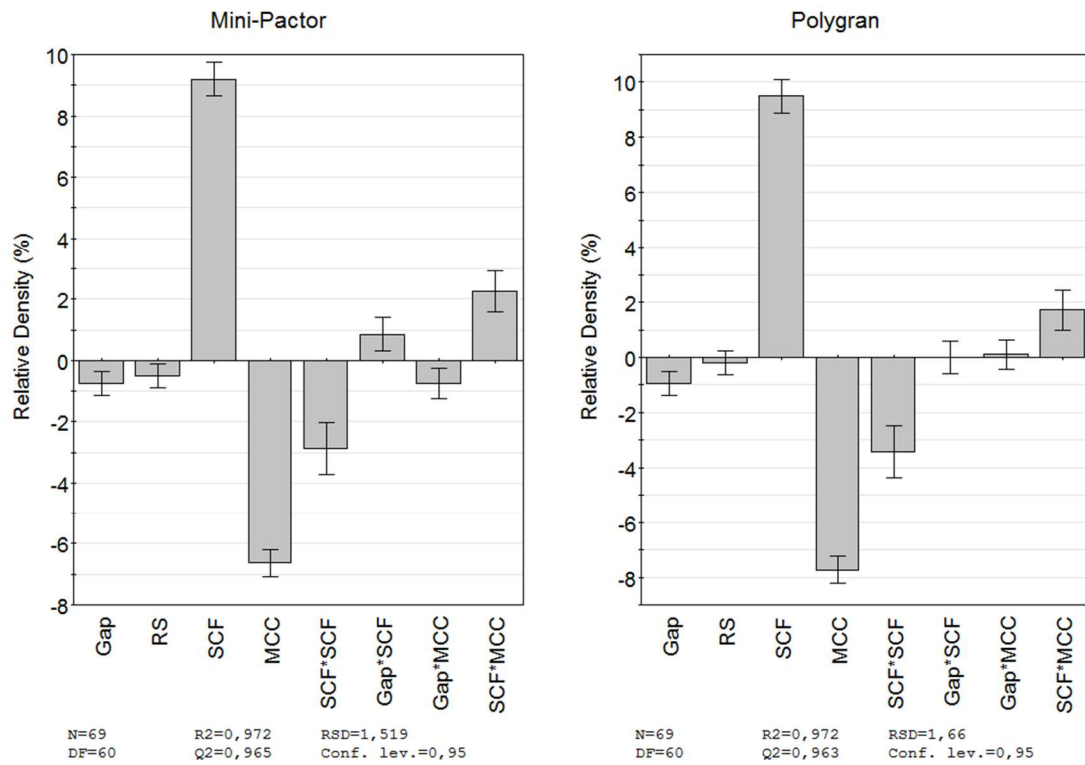 Mini-Pactor
Relative Density (%)
10
8
6
4
2
0
-2
-4
-6
-8
Gap
RS
SCF
MCC
SCF*SCF
Gap*SCF
Gap*MCC
SCF*MCC
N=69 R2=0,972 RSD=1,519
DF=60 Q2=0,965 Conf. lev.=0,95
Polygran
Relative Density (%)
10
8
6
4
2
0
-2
-4
-6
-8
Gap
RS
SCF
MCC
SCF*SCF
Gap*SCF
Gap*MCC
SCF*MCC
N=69 R2=0,972 RSD=1,66
DF=60 Q2=0,963 Conf. lev.=0,95